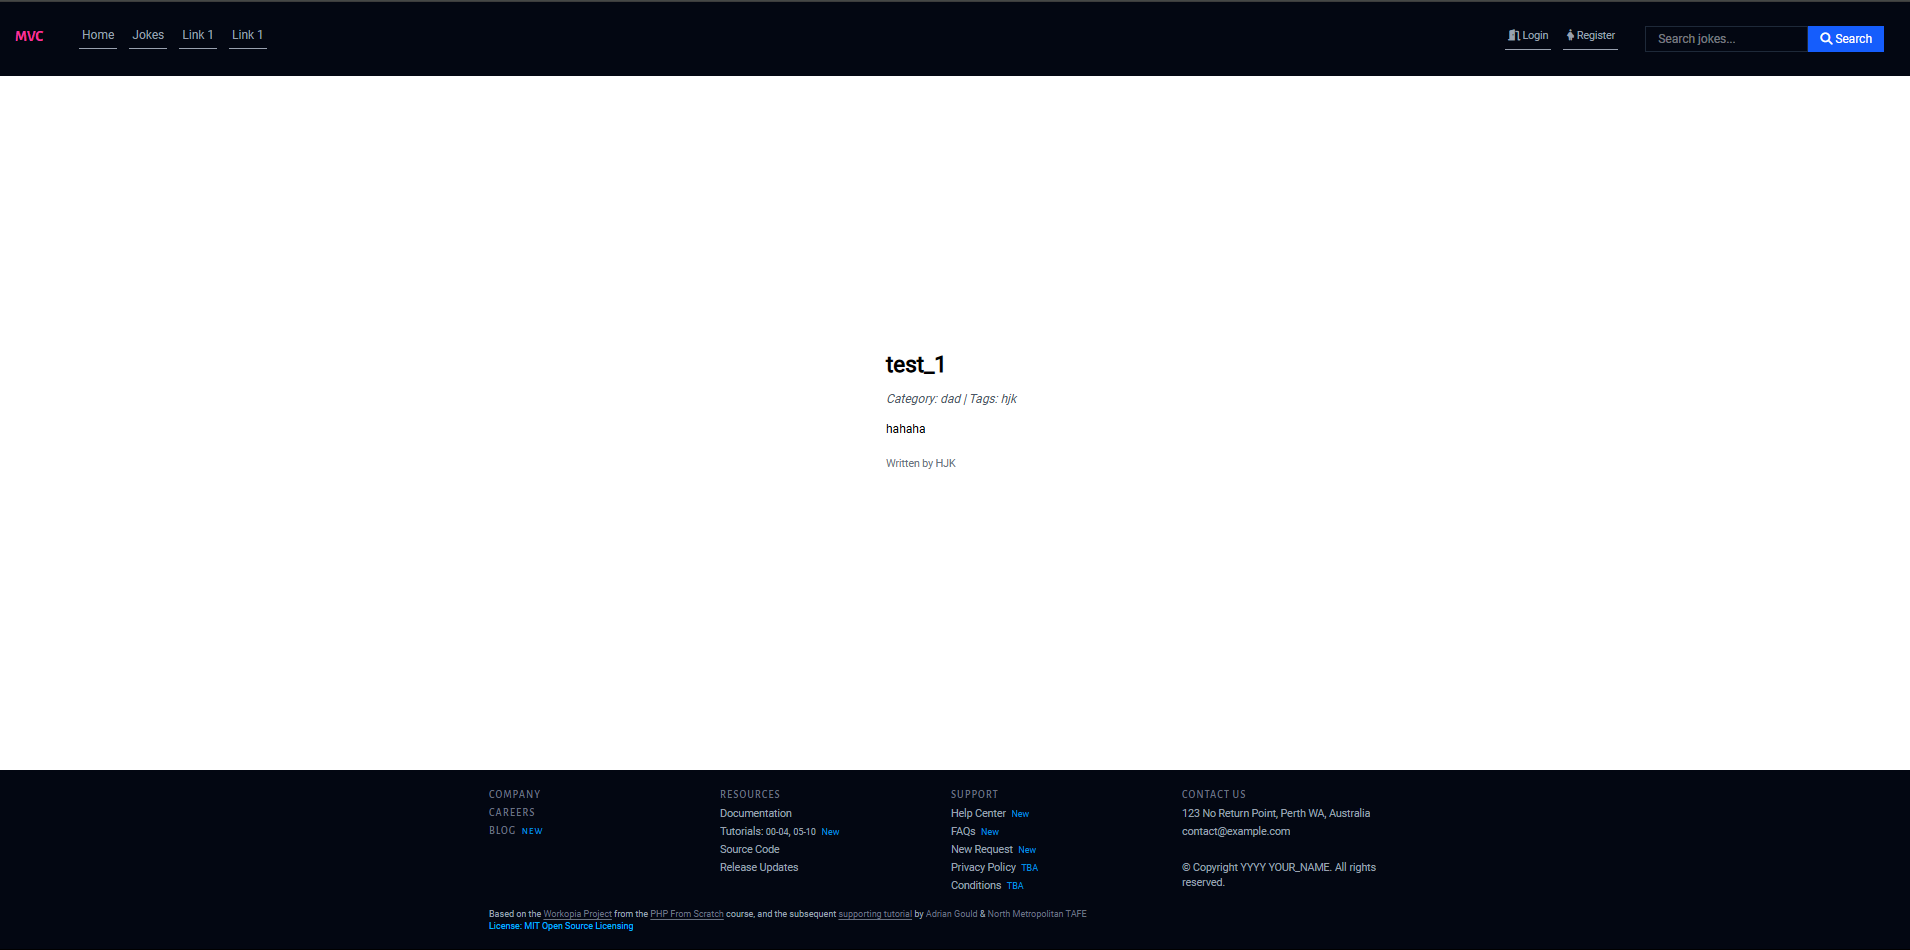 MVC
Home Jokes Link 1 Link 1
Login Register Search jokes... Search
test_1
Category: dad | Tags: hjk
hahaha
Written by HJK
COMPANY
CAREERS
BLOG NEW
RESOURCES
Documentation
Tutorials: 00-04, 05-10 New
Source Code
Release Updates
SUPPORT
Help Center New
FAQs New
New Request New
Privacy Policy TBA
Conditions TBA
CONTACT US
123 No Return Point, Perth WA, Australia
contact@example.com
© Copyright YYYY YOUR_NAME. All rights
reserved.
Based on the Workopia Project from the PHP From Scratch course, and the subsequent supporting tutorial by Adrian Gould & North Metropolitan TAFE
License: MIT Open Source Licensing